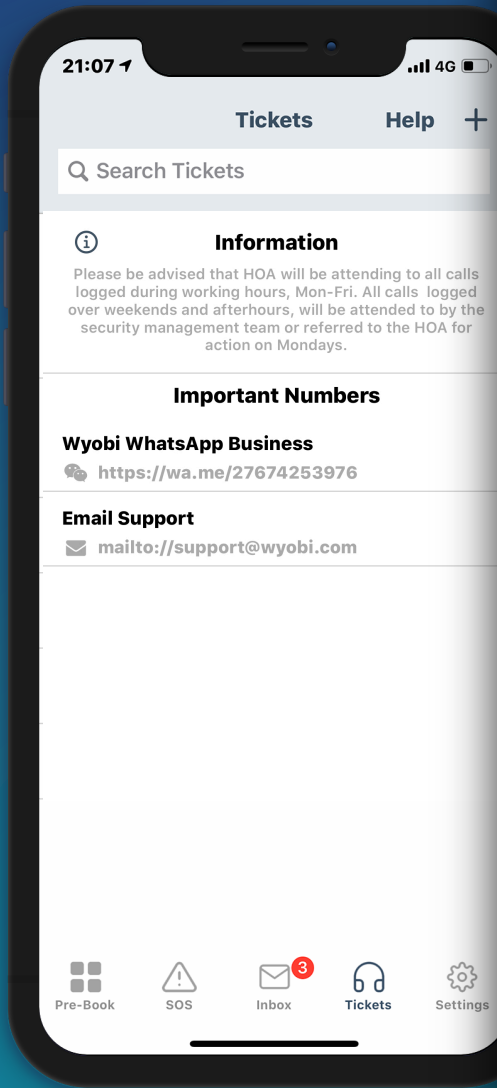 21:07
4G
Tickets
Help
Search Tickets
Information
Please be advised that HOA will be attending to all calls
logged during working hours, Mon-Fri. All calls  logged
over weekends and afterhours, will be attended to by the
security management team or referred to the HOA for
action on Mondays.
Important Numbers
Wyobi WhatsApp Business
https://wa.me/27674253976
Email Support
mailto://support@wyobi.com
3
Pre-Book
SOS
Inbox
Tickets
Settings